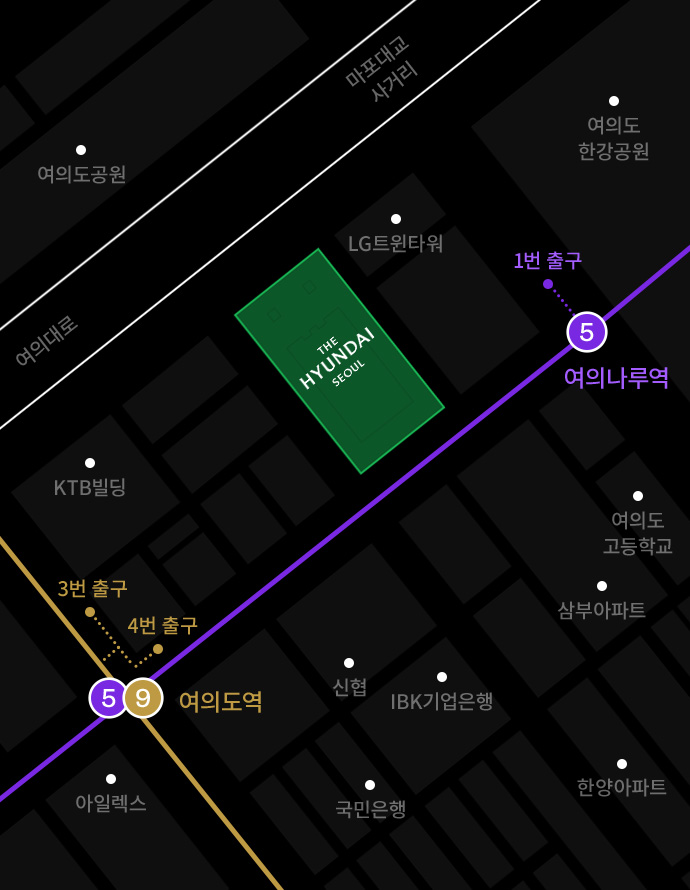 마포대교
사거리
여의도
한강공원
여의도공원
LG트윈타워
1번 출구
5
여의나루역
여의대로
THE
HYUNDAI
SEOUL
KTB빌딩
여의도
고등학교
3번 출구
4번 출구
삼부아파트
5
9
여의도역
신협
IBK기업은행
한양아파트
아일렉스
국민은행